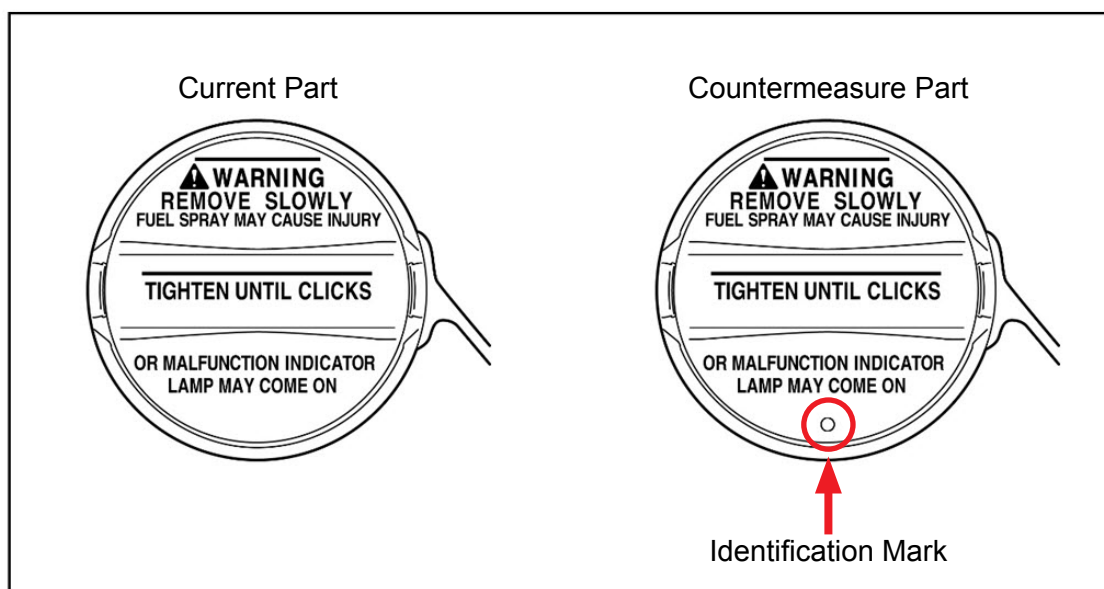 Current Part
WARNING
REMOVE SLOWLY
FUEL SPRAY MAY CAUSE INJURY
TIGHTEN UNTIL CLICKS
OR MALFUNCTION INDICATOR
LAMP MAY COME ON
Countermeasure Part
WARNING
REMOVE SLOWLY
FUEL SPRAY MAY CAUSE INJURY
TIGHTEN UNTIL CLICKS
OR MALFUNCTION INDICATOR
LAMP MAY COME ON
Identification Mark